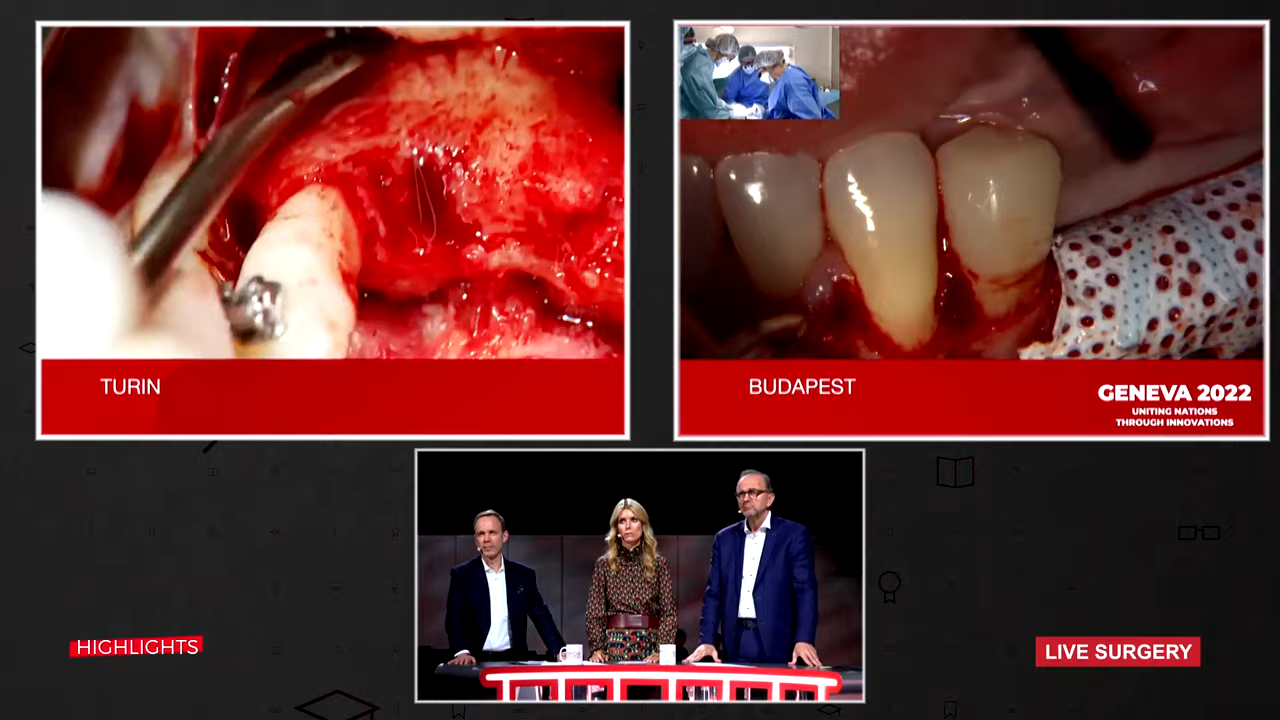 TURIN
BUDAPEST
GENEVA 2022
UNITING NATIONS
THROUGH INNOVATIONS
HIGHLIGHTS
LIVE SURGERY